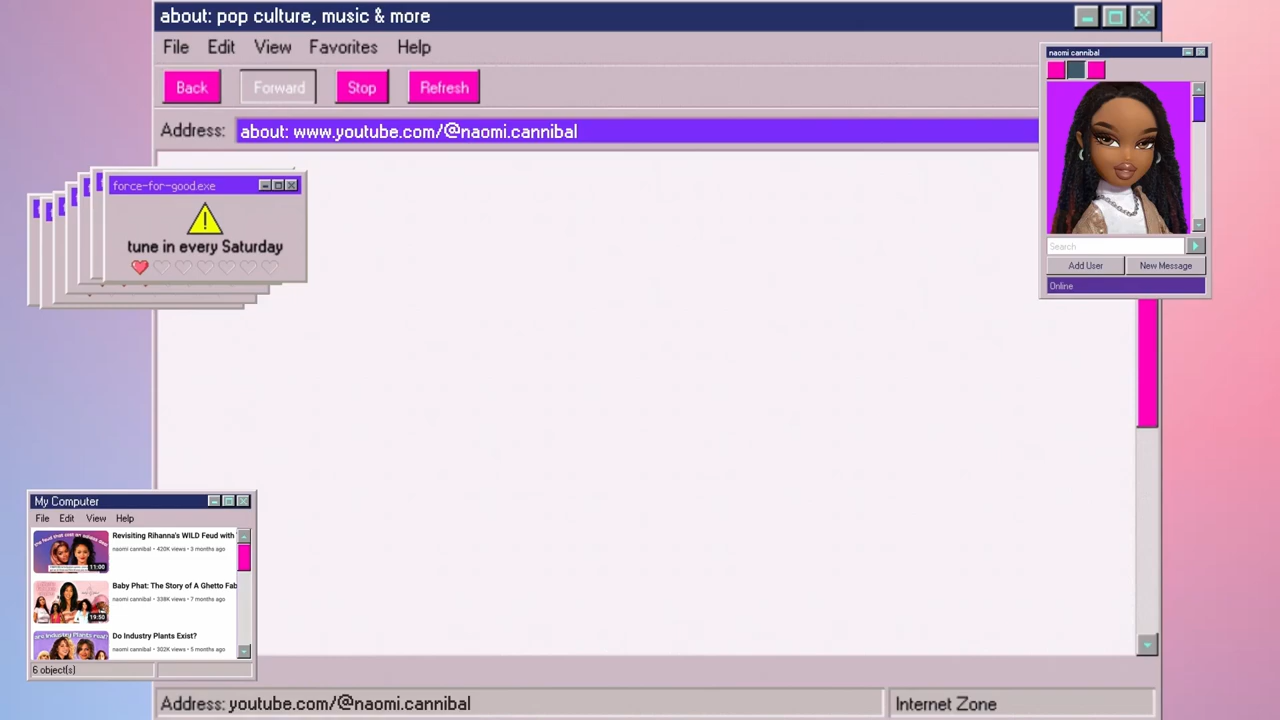 about: pop culture, music & more
File Edit View Favorites Help
Back Forward Stop Refresh
Address: about: www.youtube.com/@naomi.cannibal
naomi cannibal
Search
Add User New Message
Online
force-for-good.exe
!
tune in every Saturday
My Computer
File Edit View Help
Revisiting Rihanna's WILD Feud with
naomi cannibal • 420K views • 3 months ago
11:00
Baby Phat: The Story of A Ghetto Fab
naomi cannibal • 338K views • 7 months ago
19:50
Do Industry Plants Exist?
naomi cannibal • 302K views • 5 months ago
6 object(s)
Address: youtube.com/@naomi.cannibal
Internet Zone